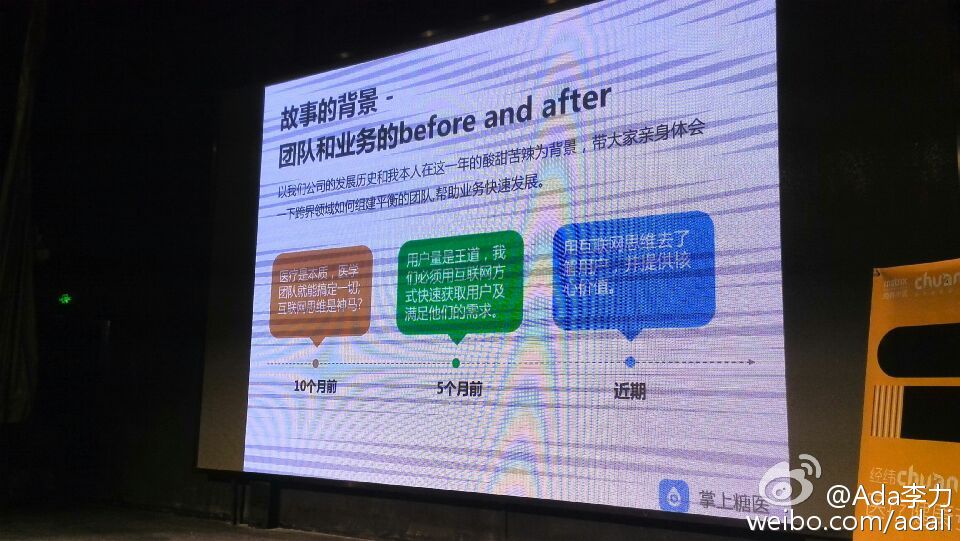 故事的背景 -
团队和业务的before and after
以我们公司的发展历史和我本人在这一年的酸甜苦辣为背景，带大家亲身体会
一下跨界领域如何组建平衡的团队,帮助业务快速发展。
医疗是本质，医学
团队就能搞定一切;
互联网思维是神马?
用户量是王道，我
们必须用互联网方
式快速获取用户及
满足他们的需求。
用互联网思维去了
解用户，并提供核
心价值。
10个月前
5个月前
近期
掌上糖医
matrix
chuan
经纬chuan
@Ada李力
weibo.com/adali